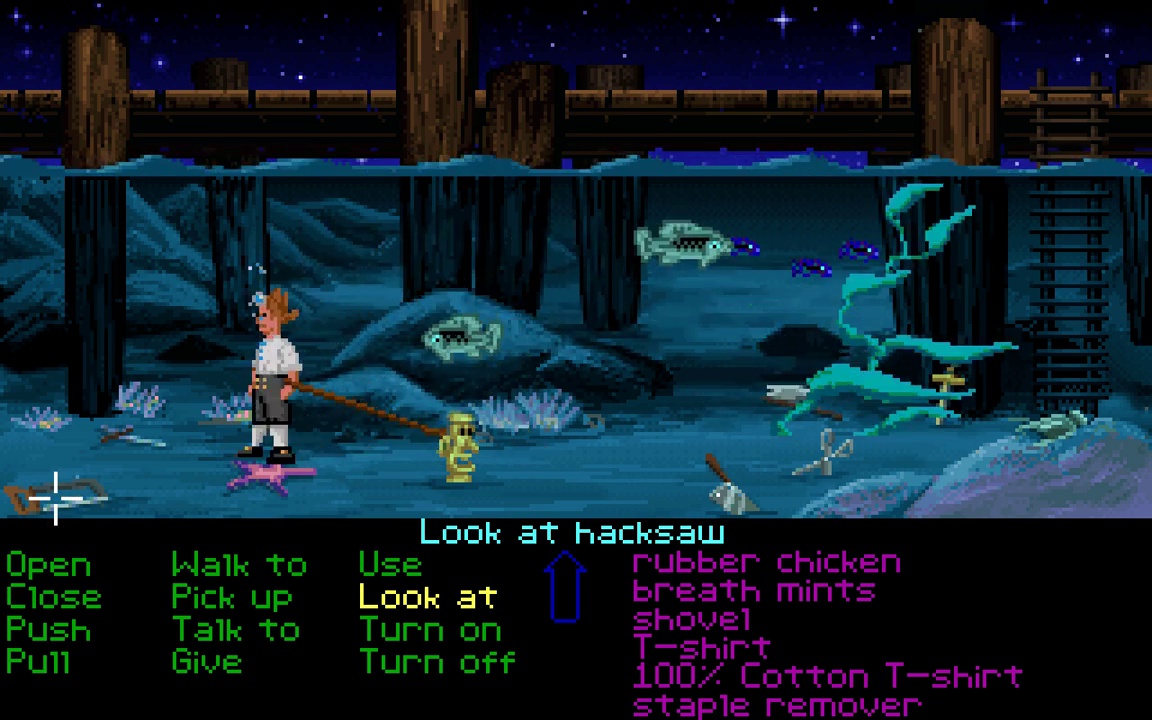 Look at hacksaw
Open Walk to Use
Close Pick up Look at
Push Talk to Turn on
Pull Give Turn off
rubber chicken
breath mints
shovel
T-shirt
100% Cotton T-shirt
staple remover